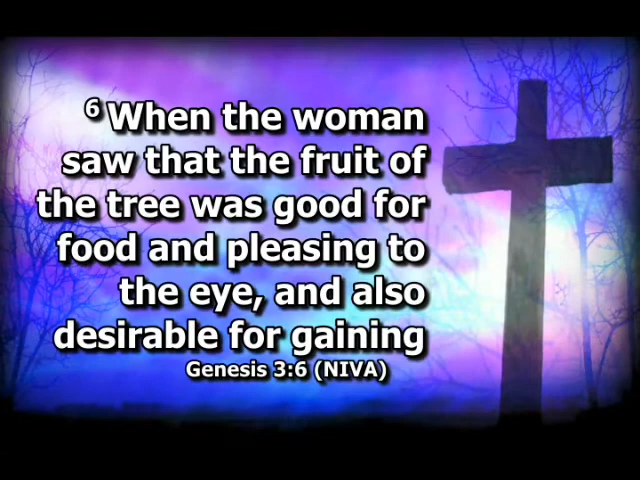 6 When the woman
saw that the fruit of
the tree was good for
food and pleasing to
the eye, and also
desirable for gaining
Genesis 3:6 (NIVA)